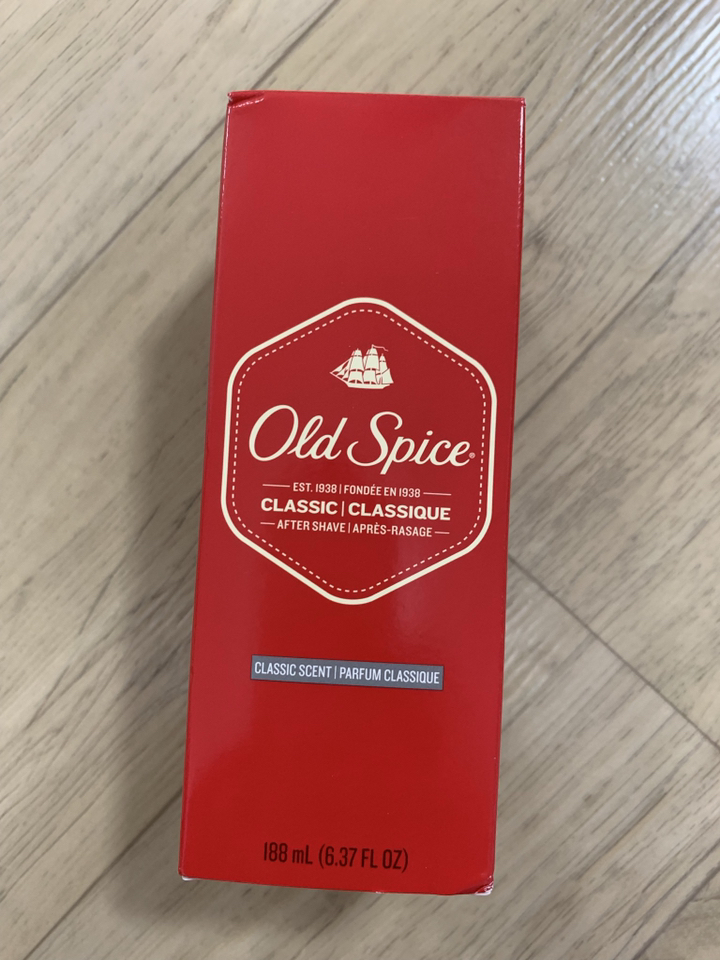 Old Spice®
EST. 1938 | FONDÉE EN 1938
CLASSIC | CLASSIQUE
AFTER SHAVE | APRÈS-RASAGE
CLASSIC SCENT | PARFUM CLASSIQUE
188 mL (6.37 FL OZ)